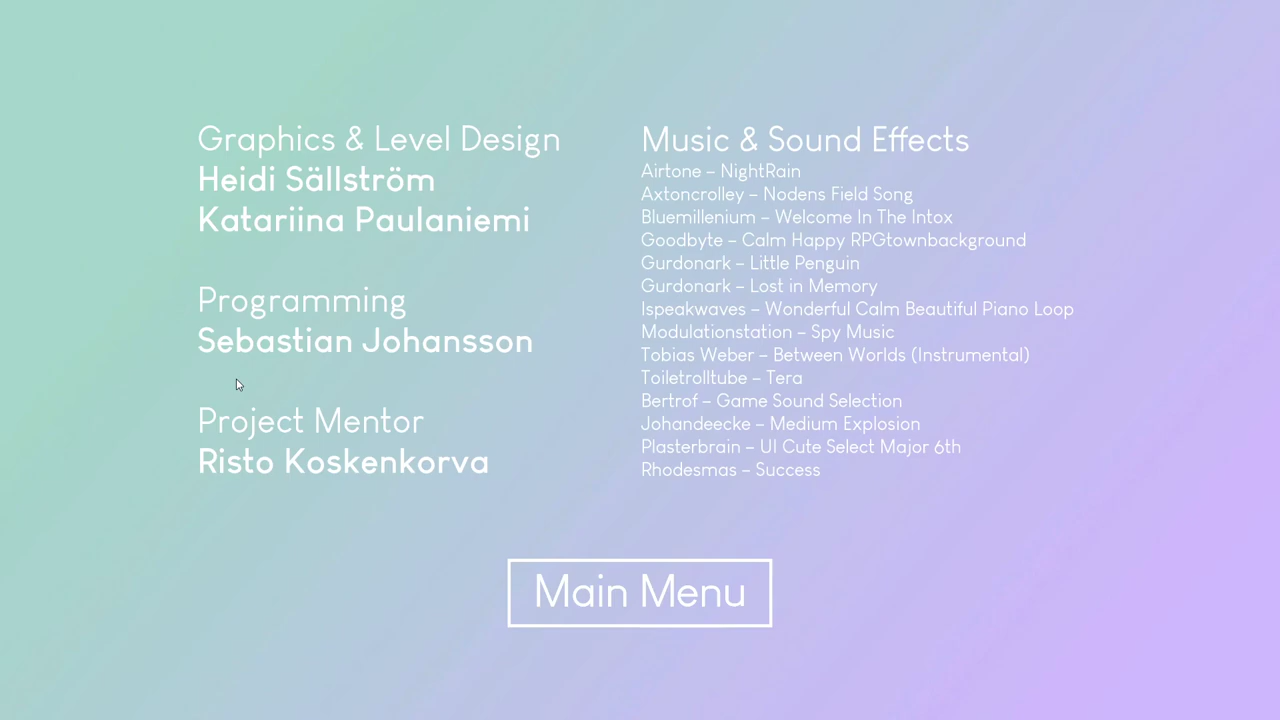 Graphics & Level Design
Heidi Sällström
Katariina Paulaniemi
Programming
Sebastian Johansson
Project Mentor
Risto Koskenkorva
Music & Sound Effects
Airtone – NightRain
Axtoncrolley – Nodens Field Song
Bluemillenium – Welcome In The Intox
Goodbyte – Calm Happy RPGtownbackground
Gurdonark – Little Penguin
Gurdonark – Lost in Memory
Ispeakwaves – Wonderful Calm Beautiful Piano Loop
Modulationstation – Spy Music
Tobias Weber – Between Worlds (Instrumental)
Toiletrolltube – Tera
Bertrof – Game Sound Selection
Johandeecke – Medium Explosion
Plasterbrain – UI Cute Select Major 6th
Rhodesmas – Success
Main Menu